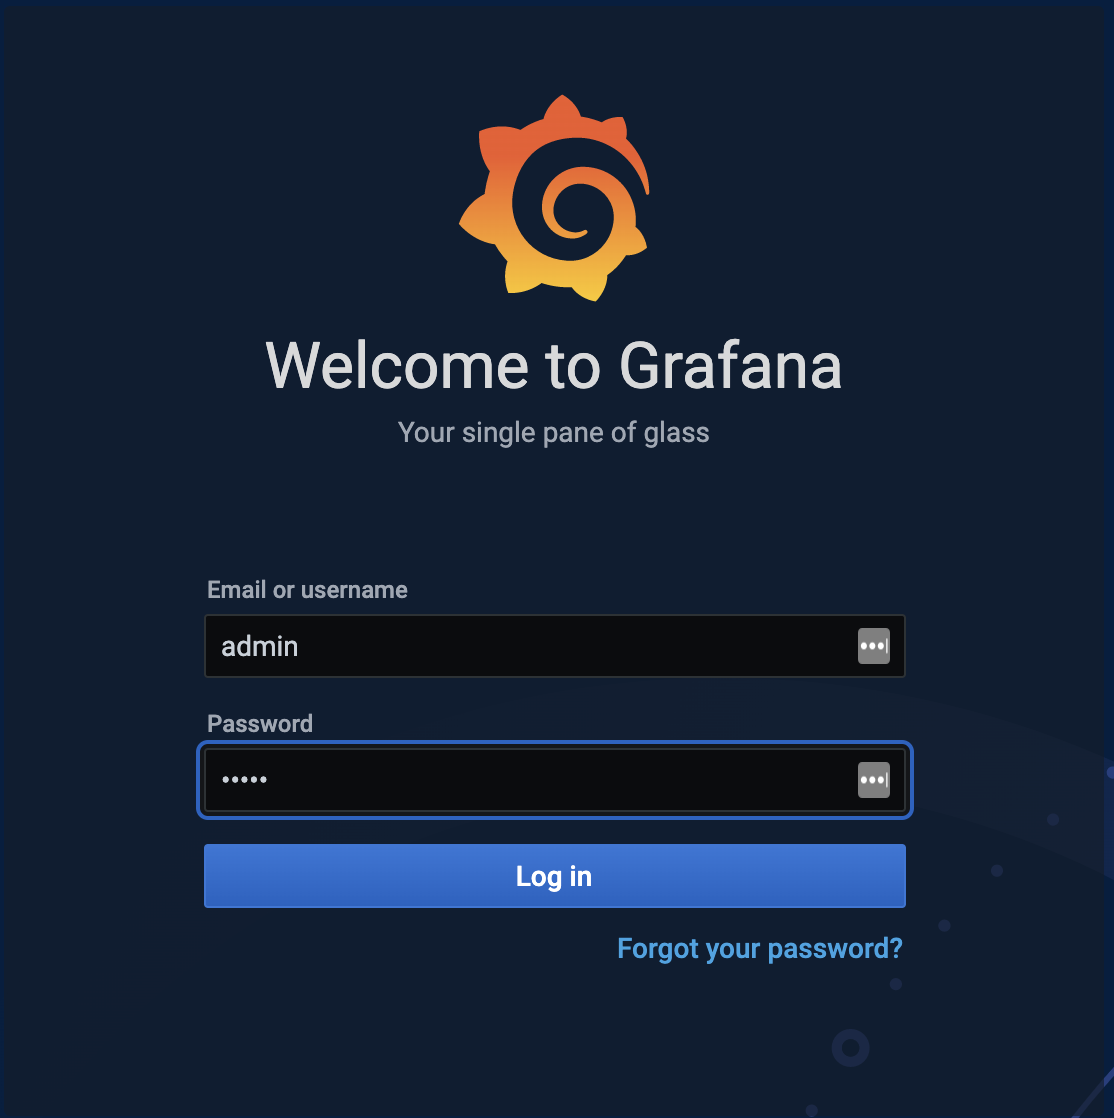 Welcome to Grafana
Your single pane of glass
Email or username
admin
Password
•••••
Log in
Forgot your password?